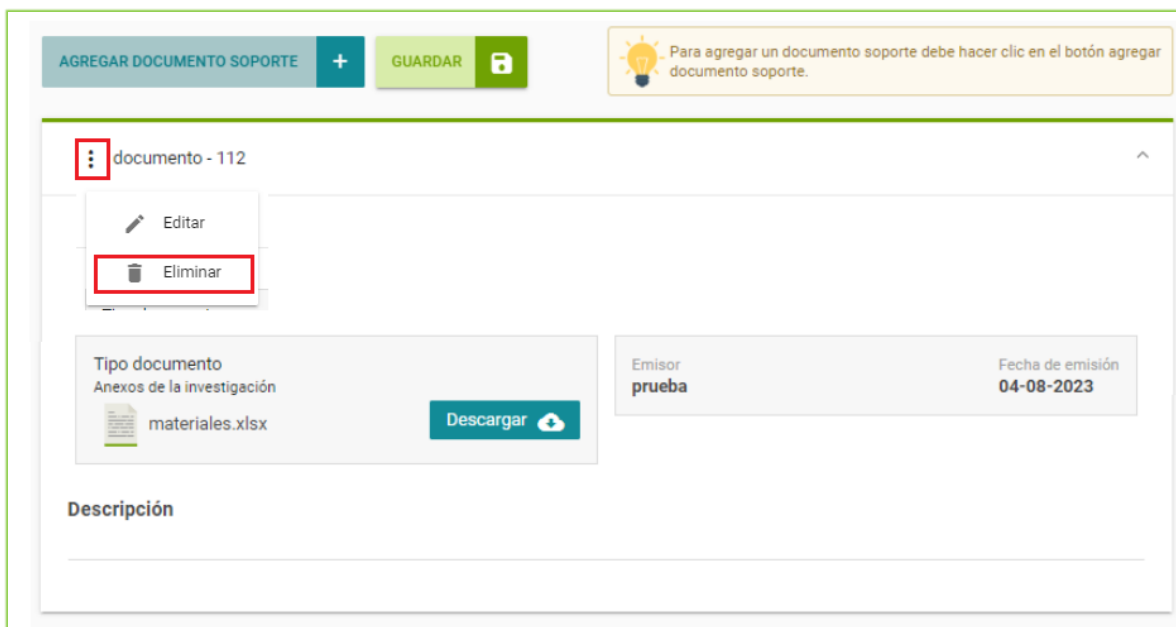 AGREGAR DOCUMENTO SOPORTE +
GUARDAR
Para agregar un documento soporte debe hacer clic en el botón agregar
documento soporte.
documento - 112
Editar
Eliminar
Tipo documento
Anexos de la investigación
materiales.xlsx
Descargar
Emisor
prueba
Fecha de emisión
04-08-2023
Descripción